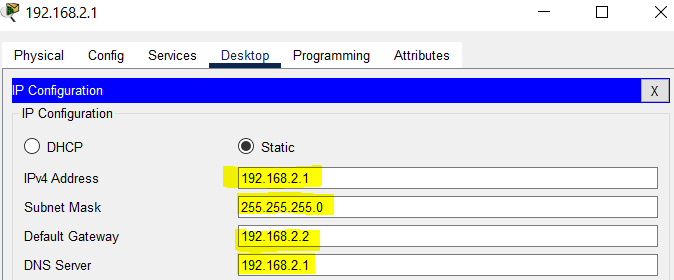 192.168.2.1
Physical Config Services Desktop Programming Attributes
IP Configuration X
IP Configuration
DHCP Static
IPv4 Address 192.168.2.1
Subnet Mask 255.255.255.0
Default Gateway 192.168.2.2
DNS Server 192.168.2.1